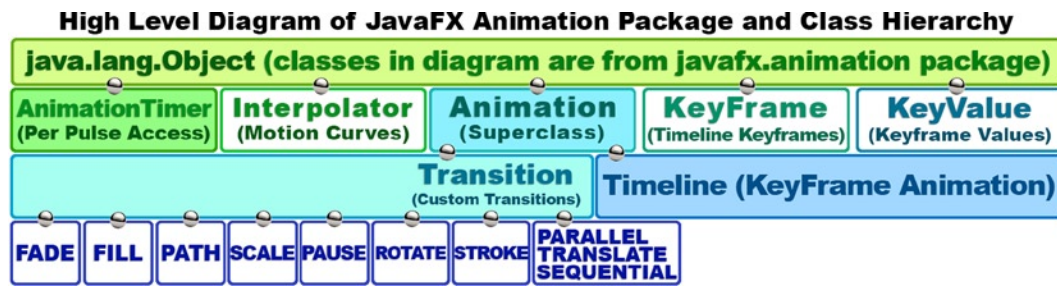 High Level Diagram of JavaFX Animation Package and Class Hierarchy
java.lang.Object (classes in diagram are from javafx.animation package)
AnimationTimer
(Per Pulse Access)
Interpolator
(Motion Curves)
Animation
(Superclass)
KeyFrame
(Timeline Keyframes)
KeyValue
(Keyframe Values)
Transition
(Custom Transitions)
Timeline (KeyFrame Animation)
FADE
FILL
PATH
SCALE
PAUSE
ROTATE
STROKE
PARALLEL
TRANSLATE
SEQUENTIAL